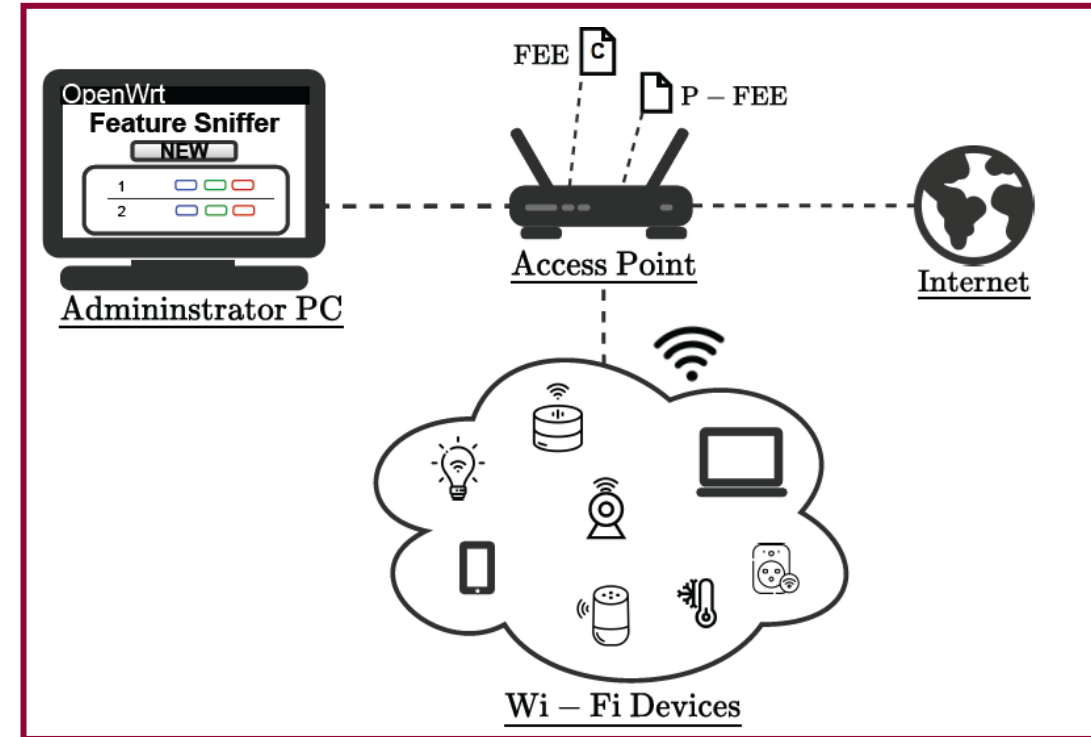 FEE C
P – FEE
OpenWrt
Feature Sniffer
NEW
1
2
Access Point
Internet
Admininstrator PC
Wi – Fi Devices